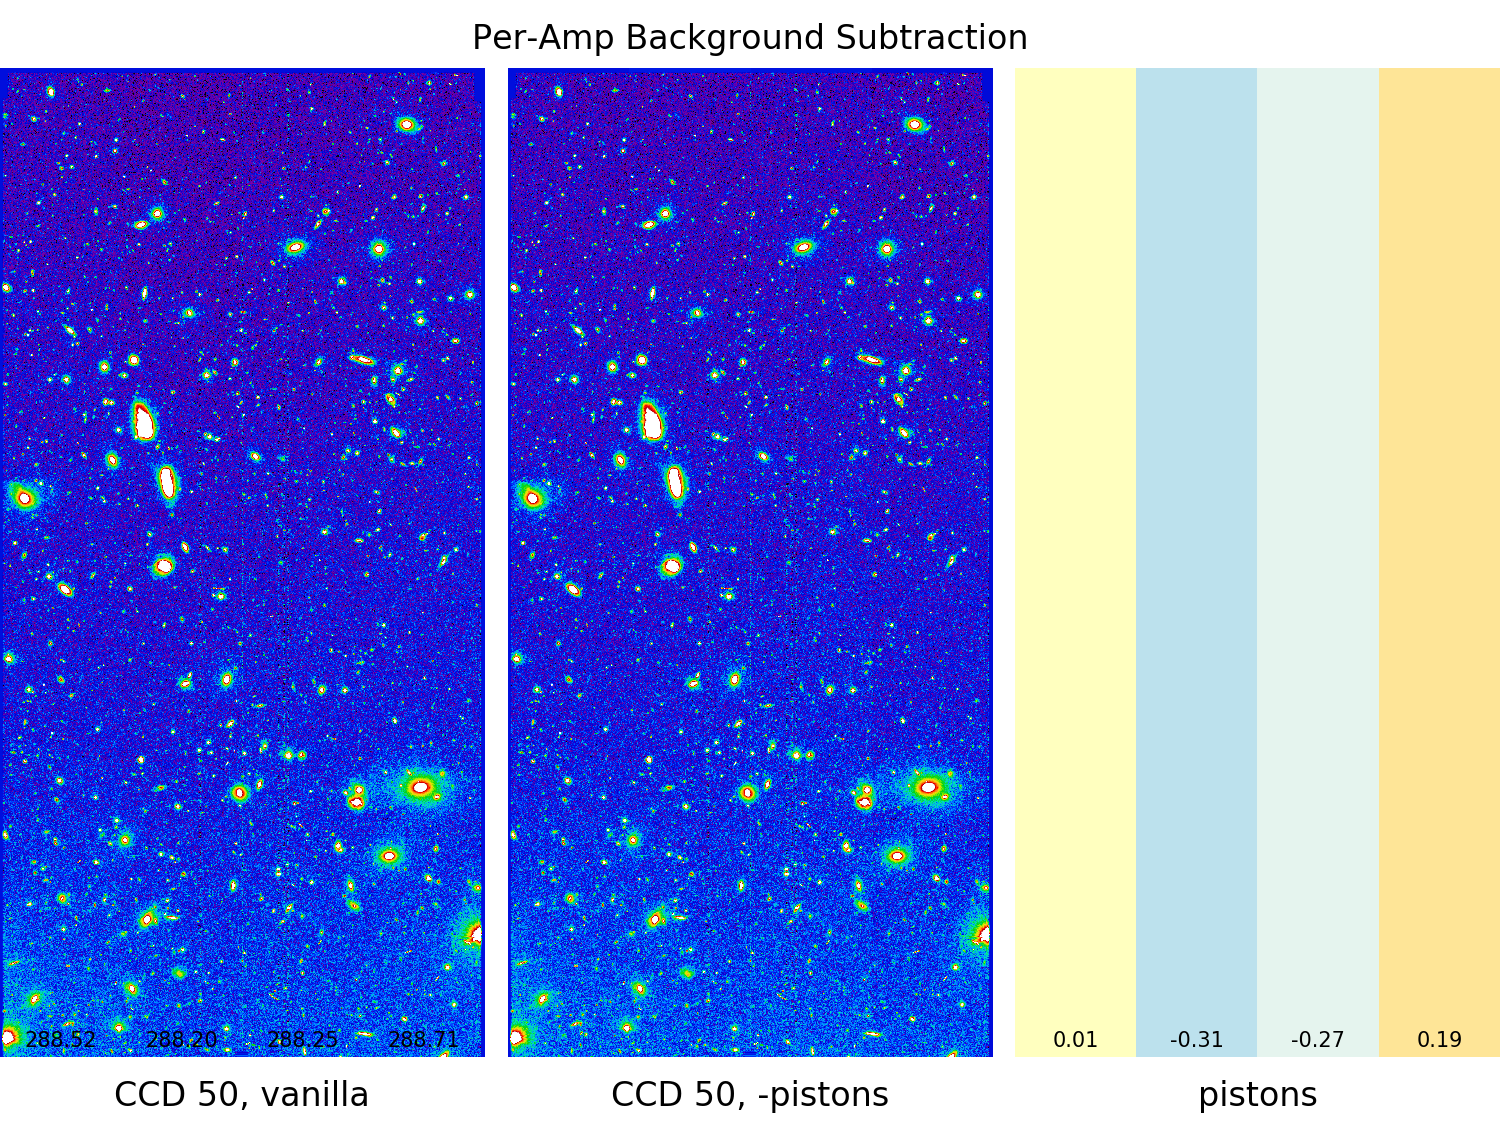 Per-Amp Background Subtraction
288.52 288.20 288.25 288.71
0.01 -0.31 -0.27 0.19
CCD 50, vanilla
CCD 50, -pistons
pistons